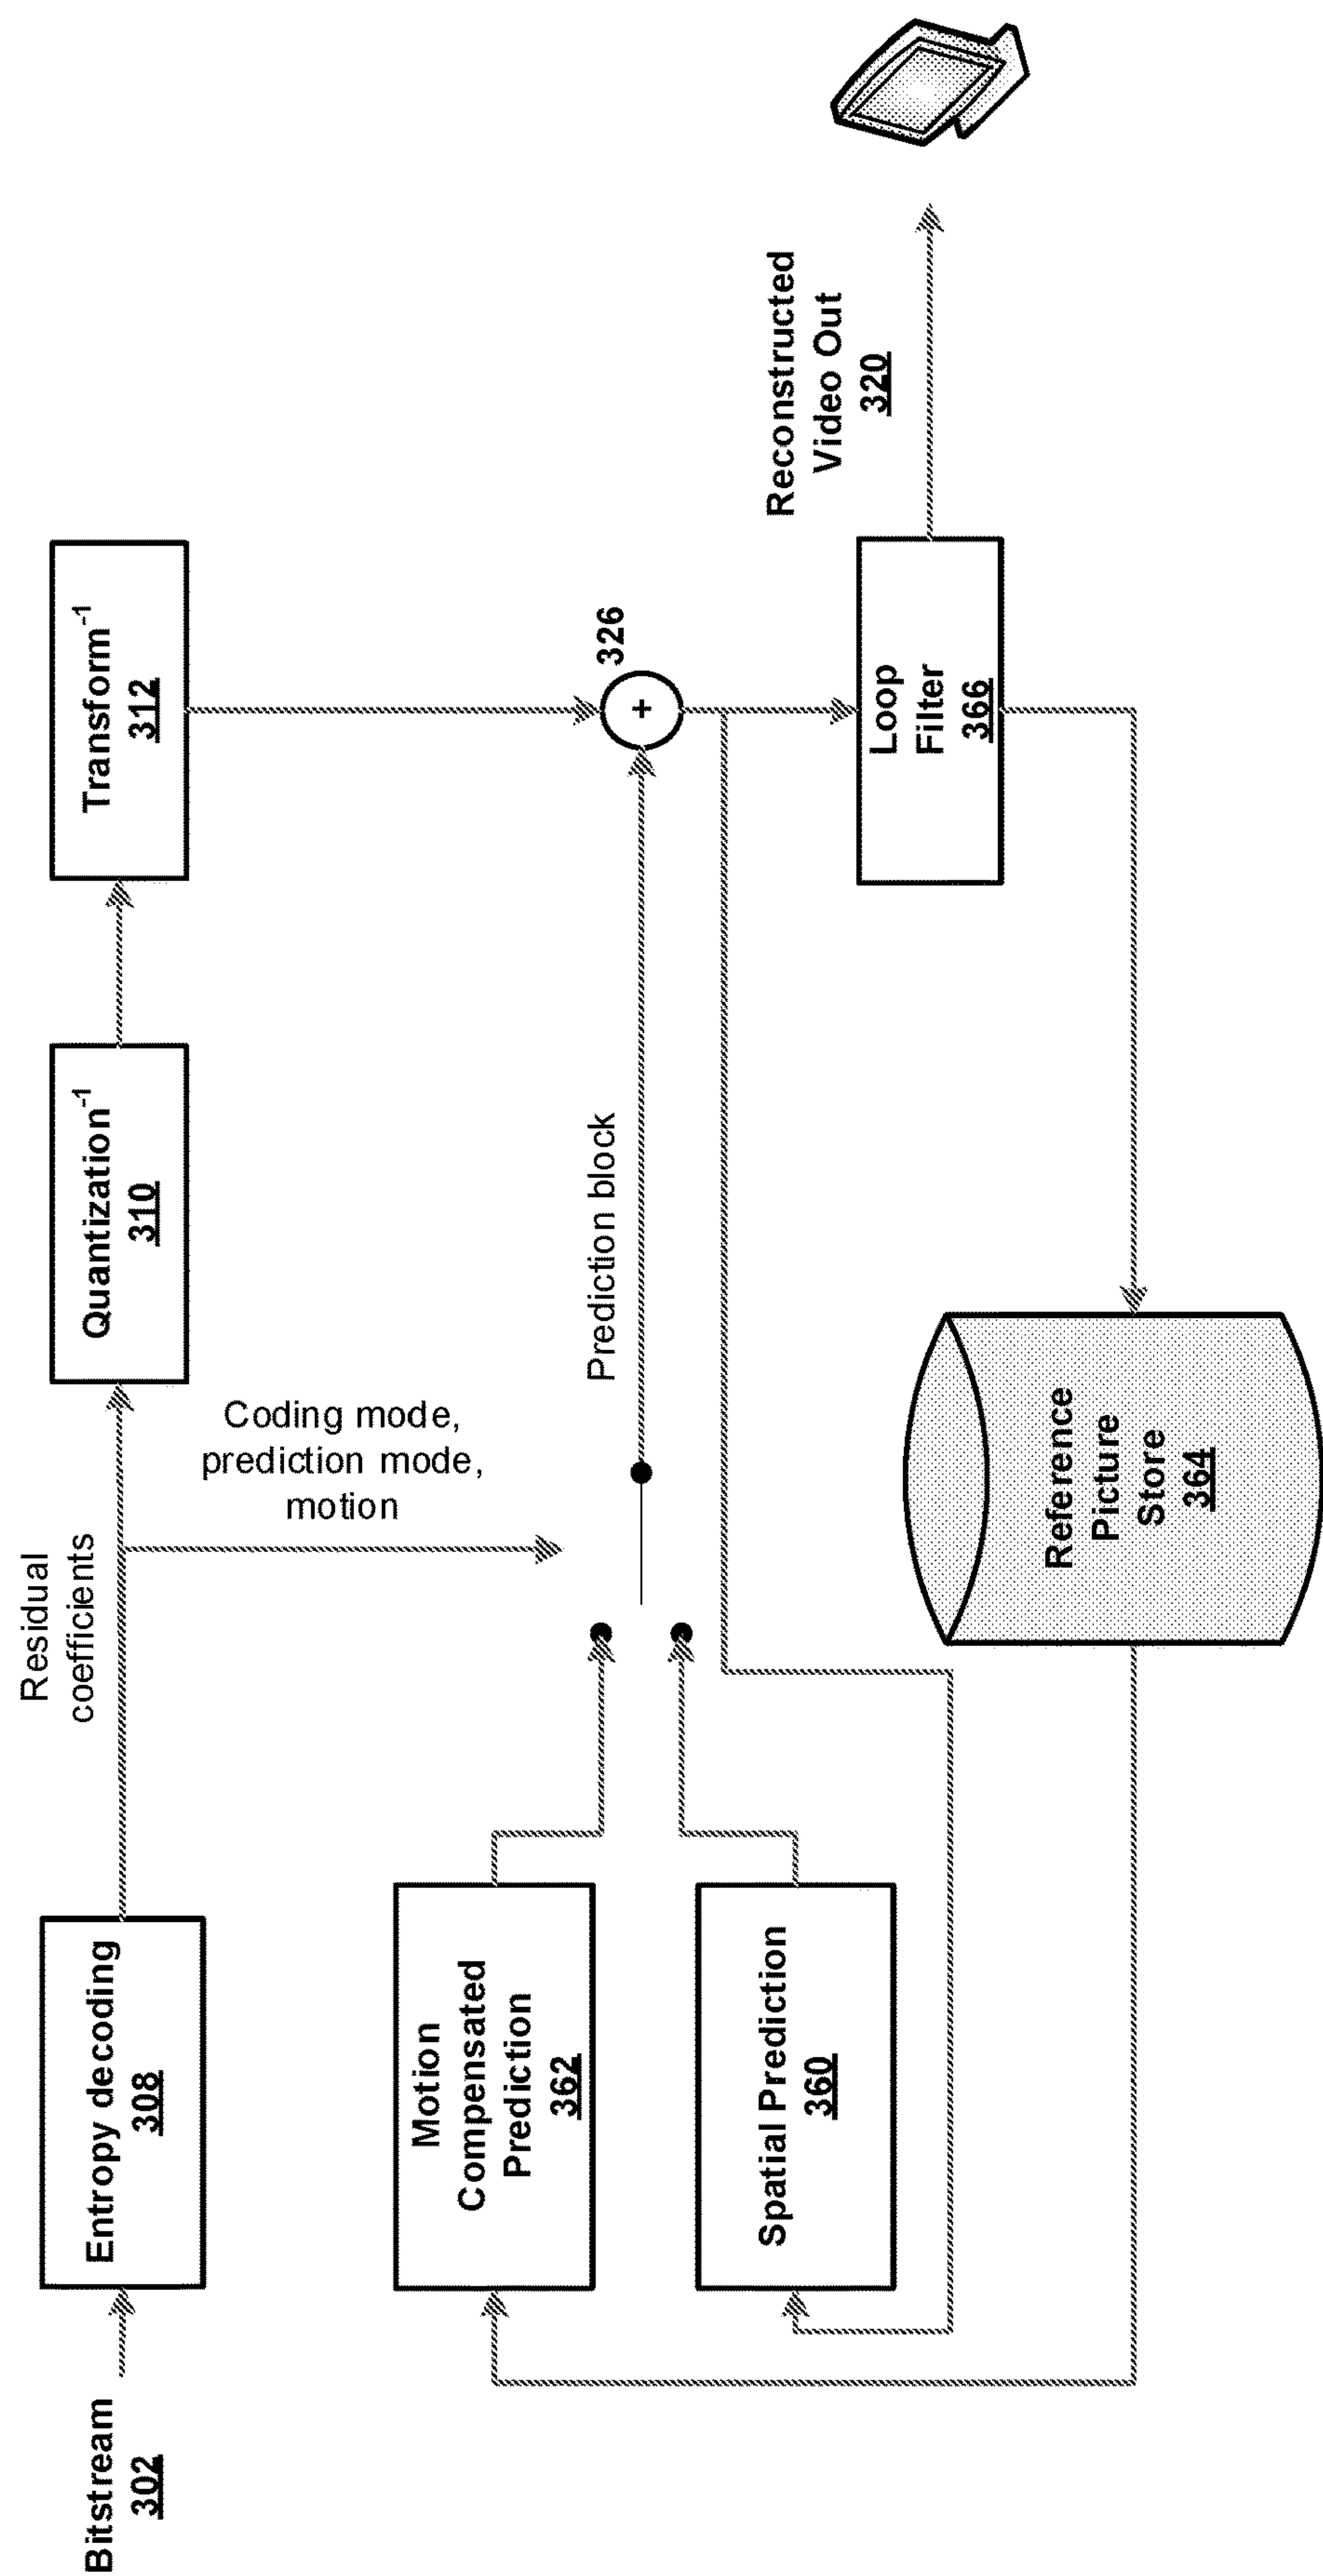 Bitstream
302
Entropy decoding
308
Residual
coefficients
Quantization-1
310
Transform-1
312
Coding mode,
prediction mode,
motion
Motion
Compensated
Prediction
362
Spatial Prediction
360
Prediction block
326
+
Loop
Filter
366
Reconstructed
Video Out
320
Reference
Picture
Store
364